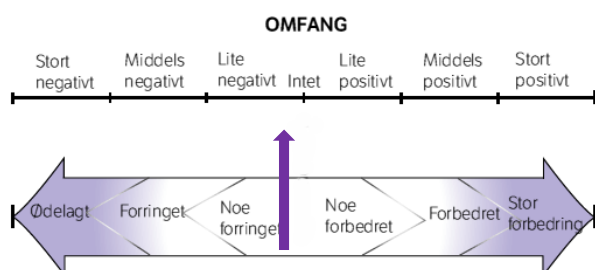 OMFANG
Stort negativt
Middels negativt
Lite negativt
Intet
Lite positivt
Middels positivt
Stort positivt
Ødelagt
Forringet
Noe forringet
Noe forbedret
Forbedret
Stor forbedring